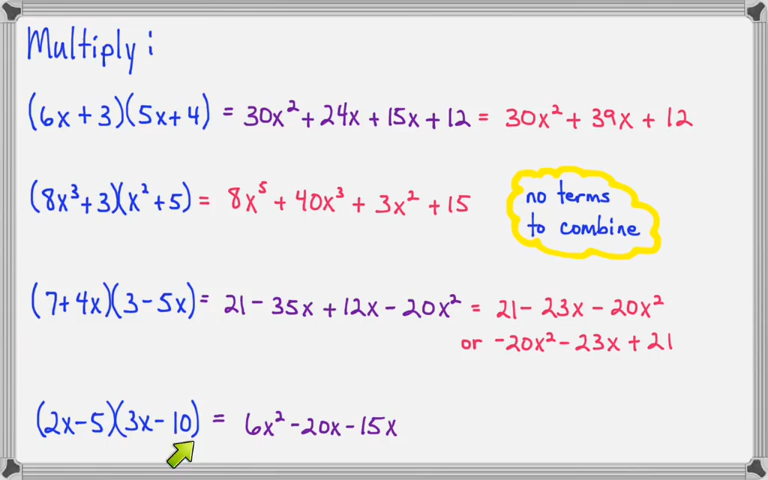 Multiply:
(6x+3)(5x+4) = 30x²+24x+15x+12 = 30x²+39x+12
(8x³+3)(x²+5) = 8x⁵+40x³+3x²+15
no terms
to combine
(7+4x)(3-5x) = 21-35x+12x-20x² = 21-23x-20x²
or -20x²-23x+21
(2x-5)(3x-10) = 6x²-20x-15x